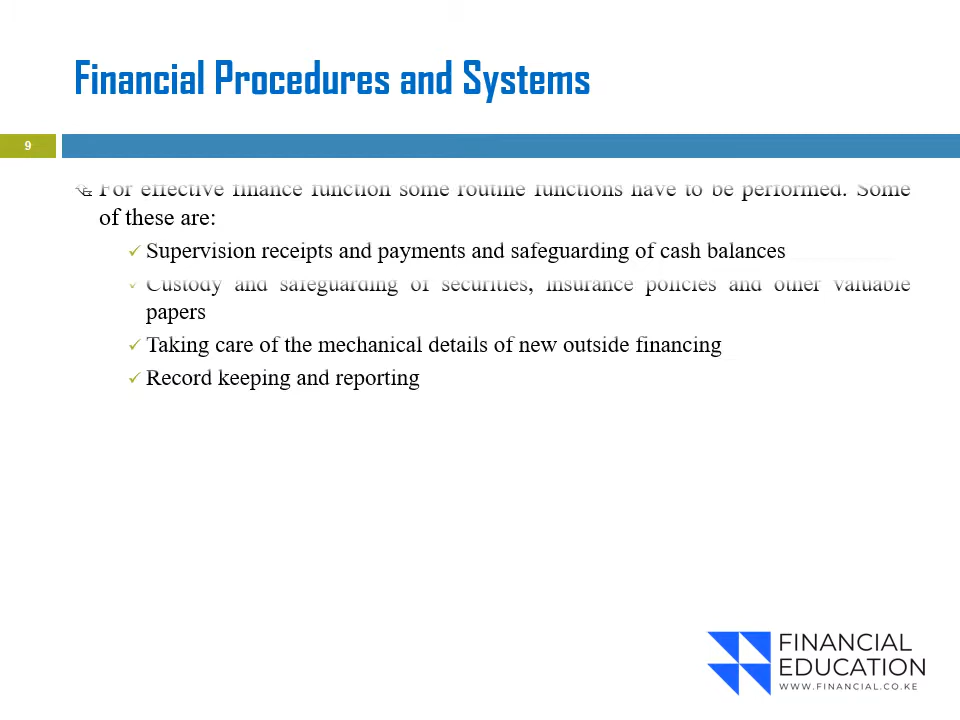 Financial Procedures and Systems
9
For effective finance function some routine functions have to be performed. Some
of these are:
Supervision receipts and payments and safeguarding of cash balances
Custody and safeguarding of securities, insurance policies and other valuable
papers
Taking care of the mechanical details of new outside financing
Record keeping and reporting
FINANCIAL
EDUCATION
WWW.FINANCIAL.CO.KE